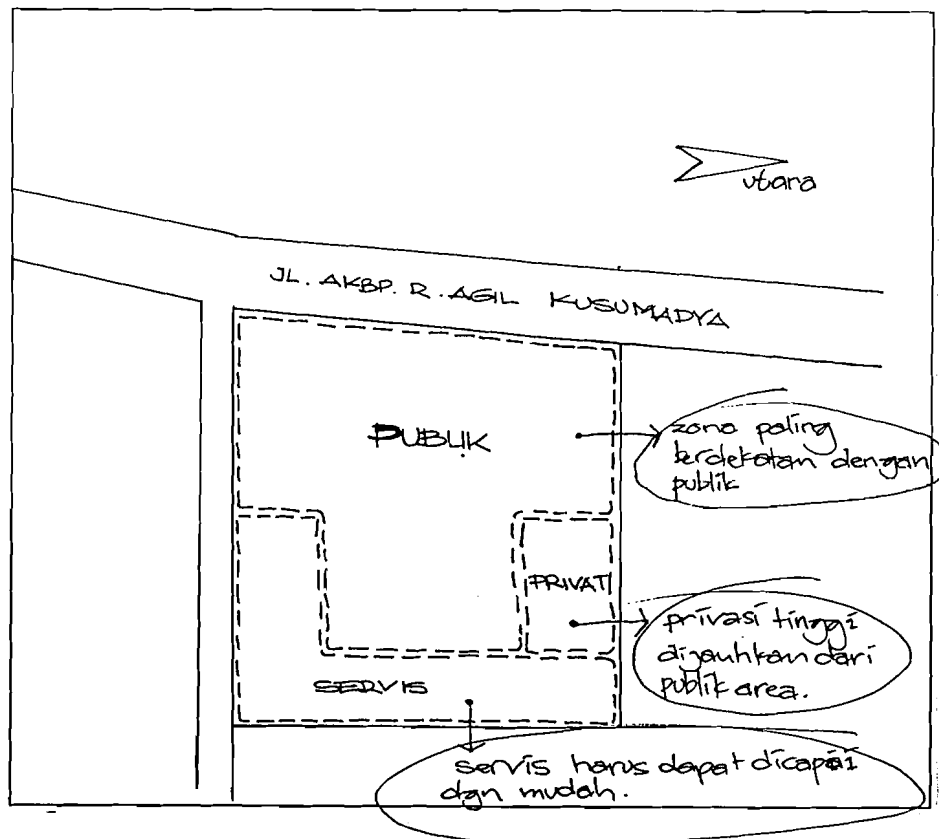 utara
JL. AKBP. R. AGIL KUSUMADYA
PUBLIK
zona paling
berdekatan dengan
publik
PRIVAT
privasi tinggi
dijauhkan dari
publik area.
SERVIS
servis harus dapat dicapai
dgn mudah.